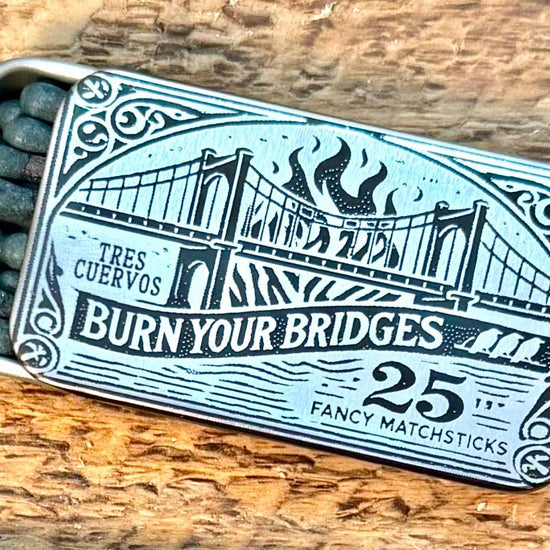 TRES
CUERVOS
BURN YOUR BRIDGES
25
FANCY MATCHSTICKS